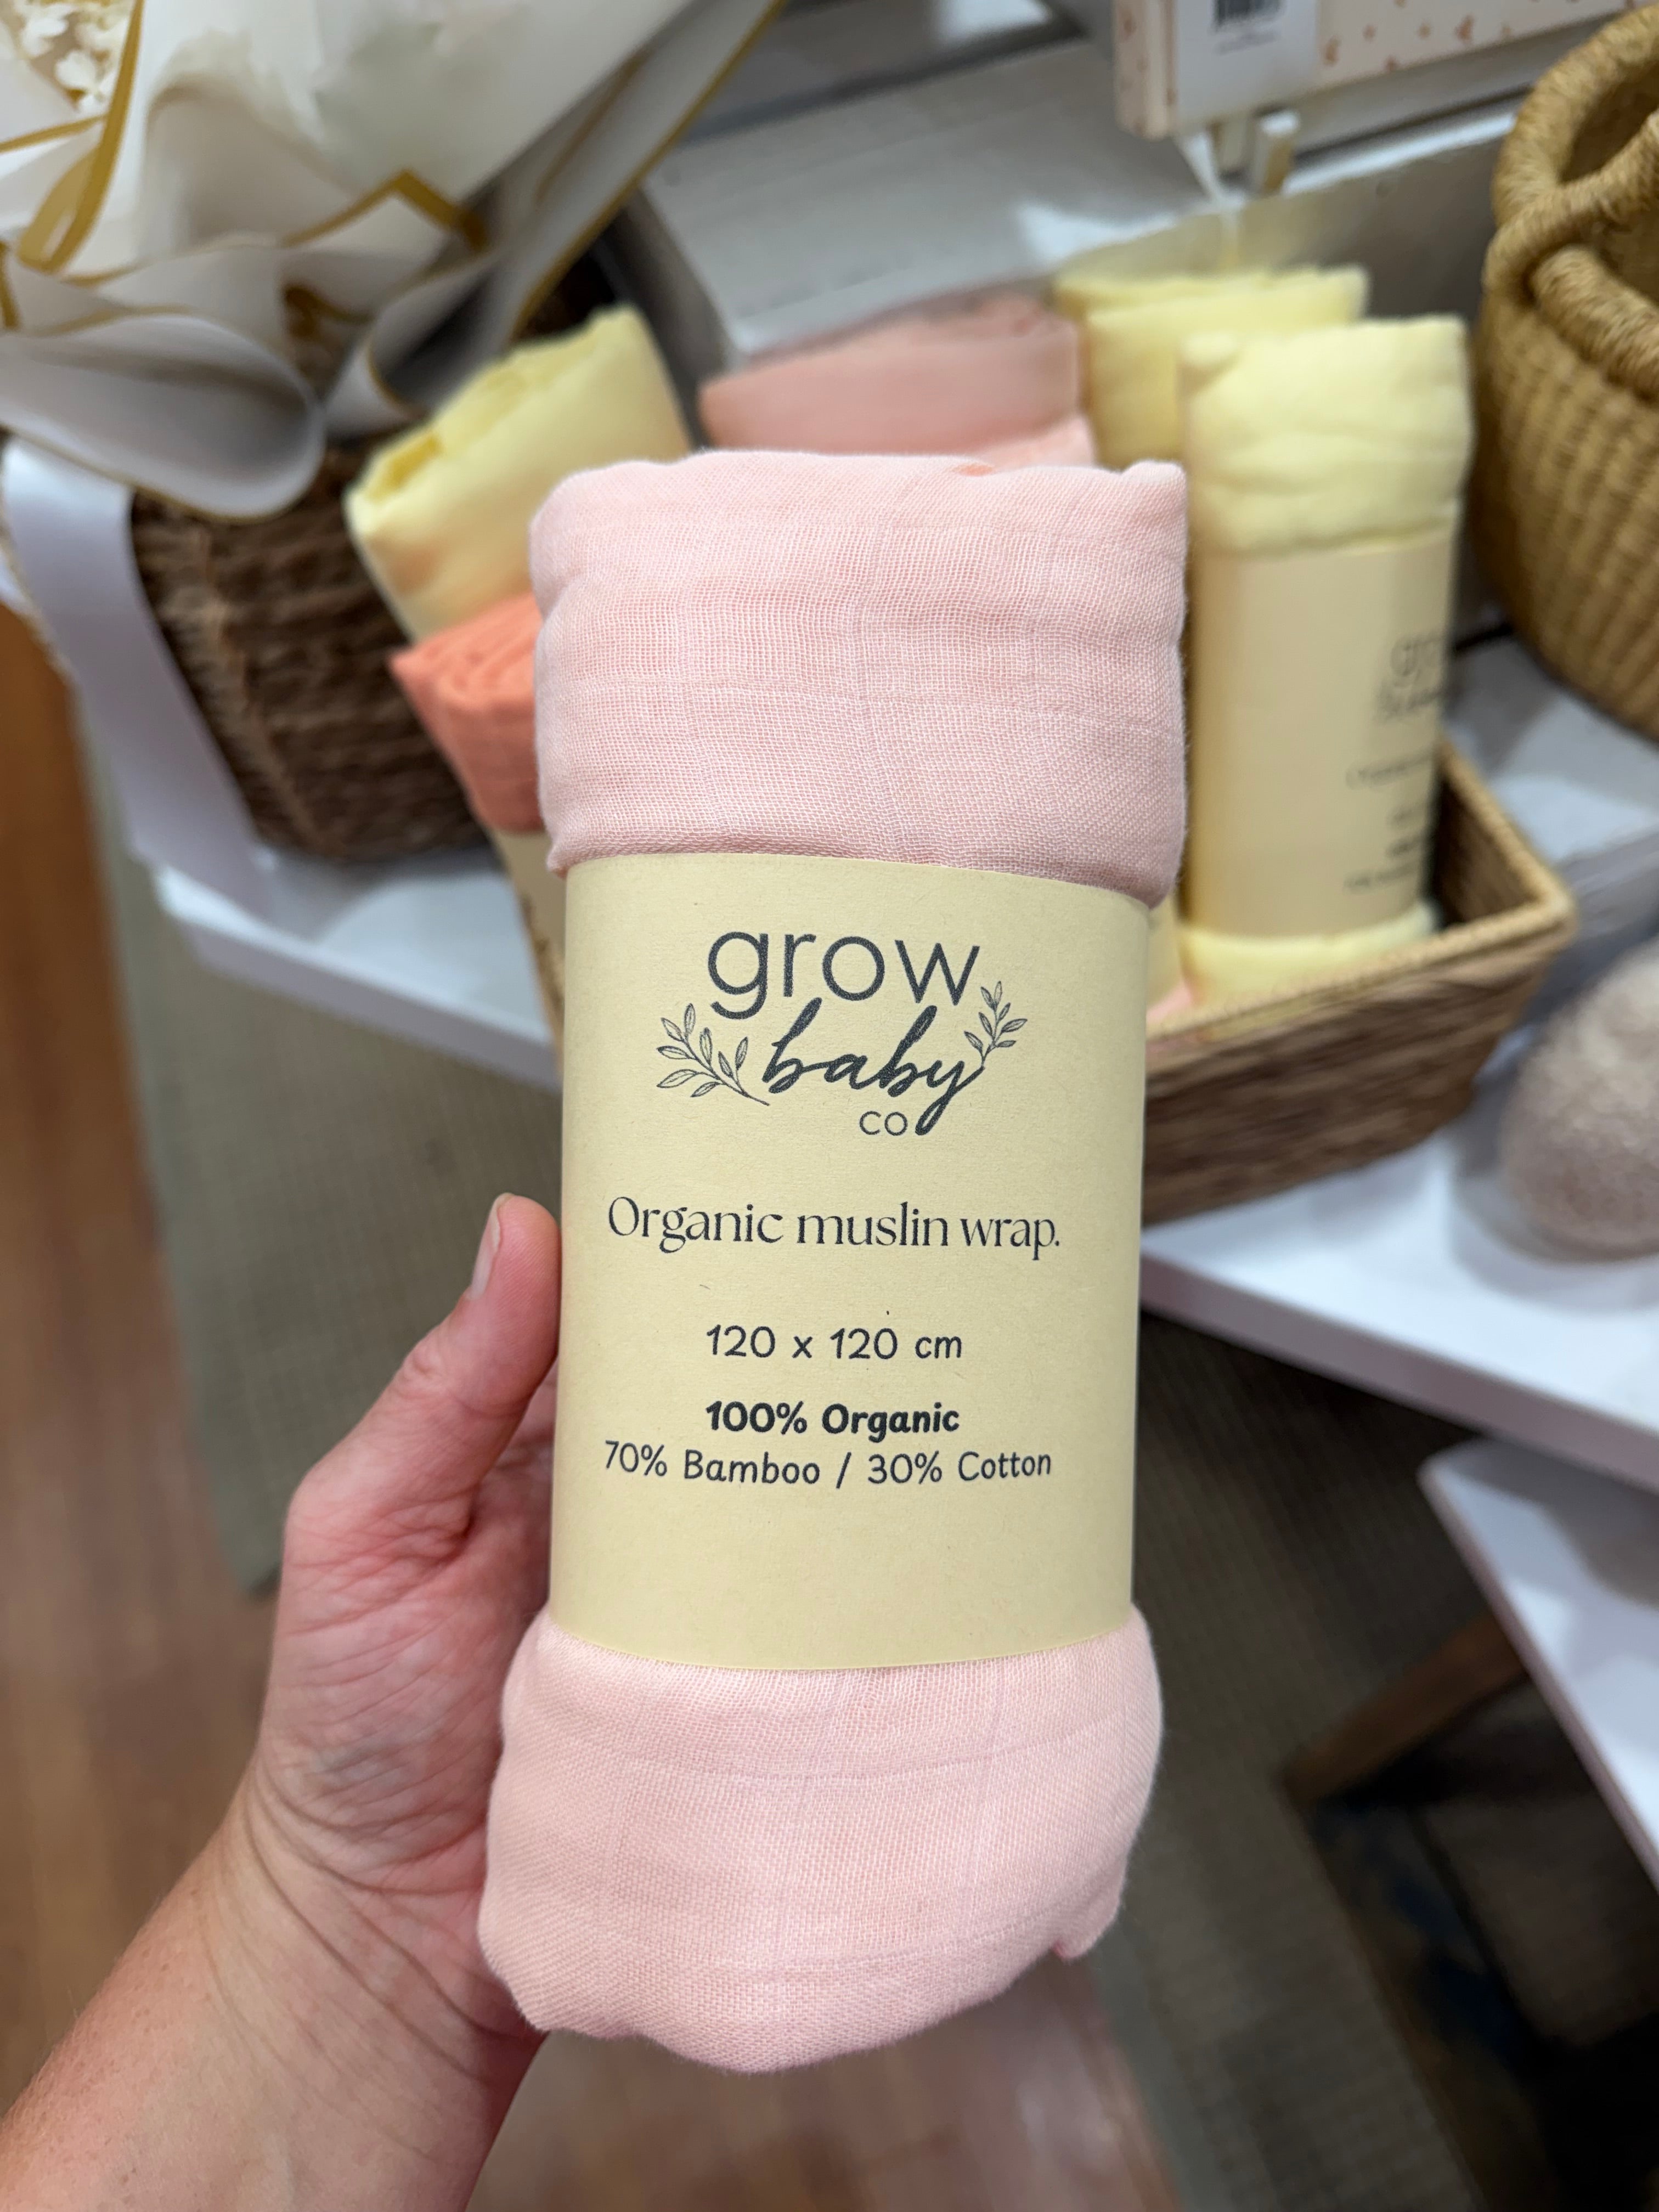 grow
baby
co
Organic muslin wrap.
120 x 120 cm
100% Organic
70% Bamboo / 30% Cotton